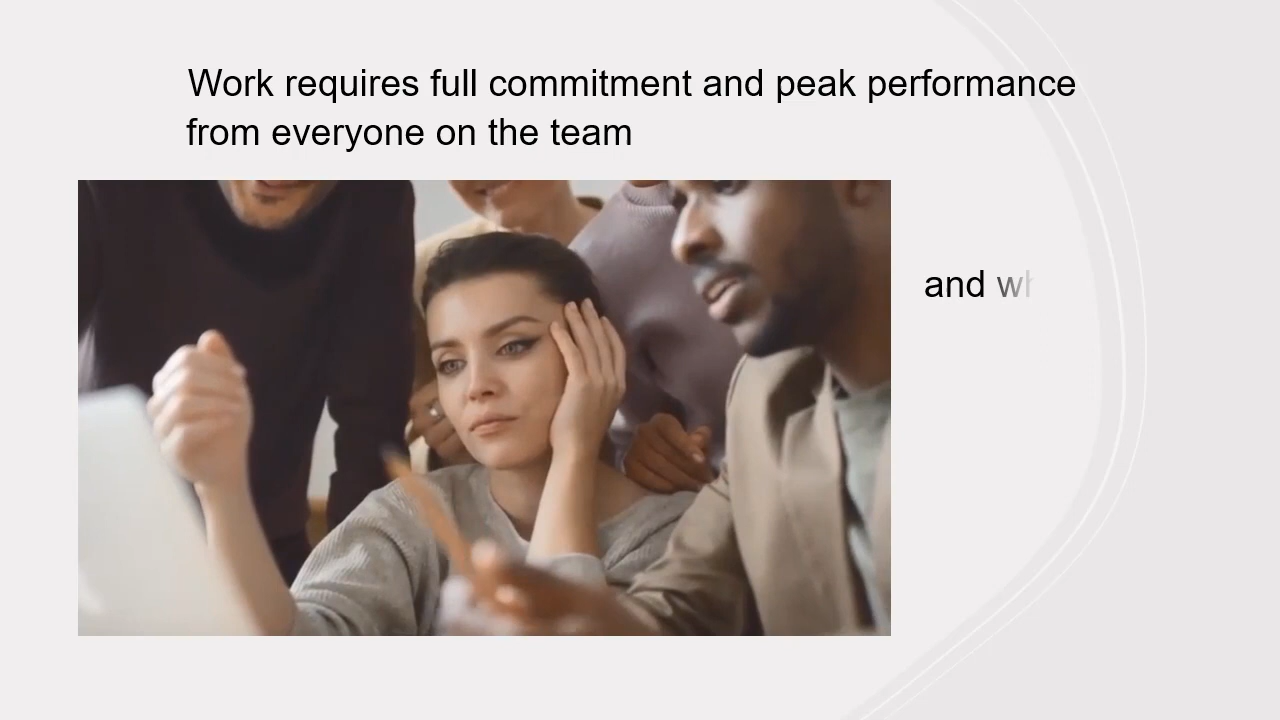 Work requires full commitment and peak performance
from everyone on the team
and